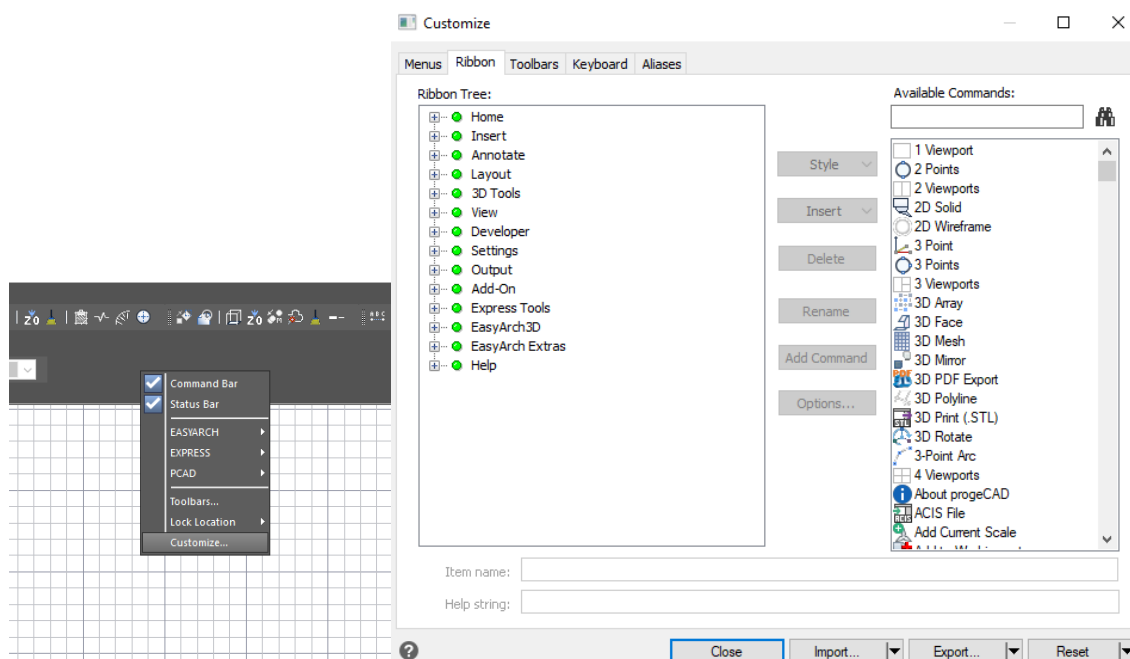 Customize
Menus Ribbon Toolbars Keyboard Aliases
Ribbon Tree:
Home
Insert
Annotate
Layout
3D Tools
View
Developer
Settings
Output
Add-On
Express Tools
EasyArch3D
EasyArch Extras
Help
Style
Insert
Delete
Rename
Add Command
Options...
Available Commands:
1 Viewport
2 Points
2 Viewports
2D Solid
2D Wireframe
3 Point
3 Points
3 Viewports
3D Array
3D Face
3D Mesh
3D Mirror
3D PDF Export
3D Polyline
3D Print (.STL)
3D Rotate
3-Point Arc
4 Viewports
About progeCAD
ACIS File
Add Current Scale
Item name:
Help string:
Close Import... Export... Reset
Command Bar
Status Bar
EASYARCH
EXPRESS
PCAD
Toolbars...
Lock Location
Customize...